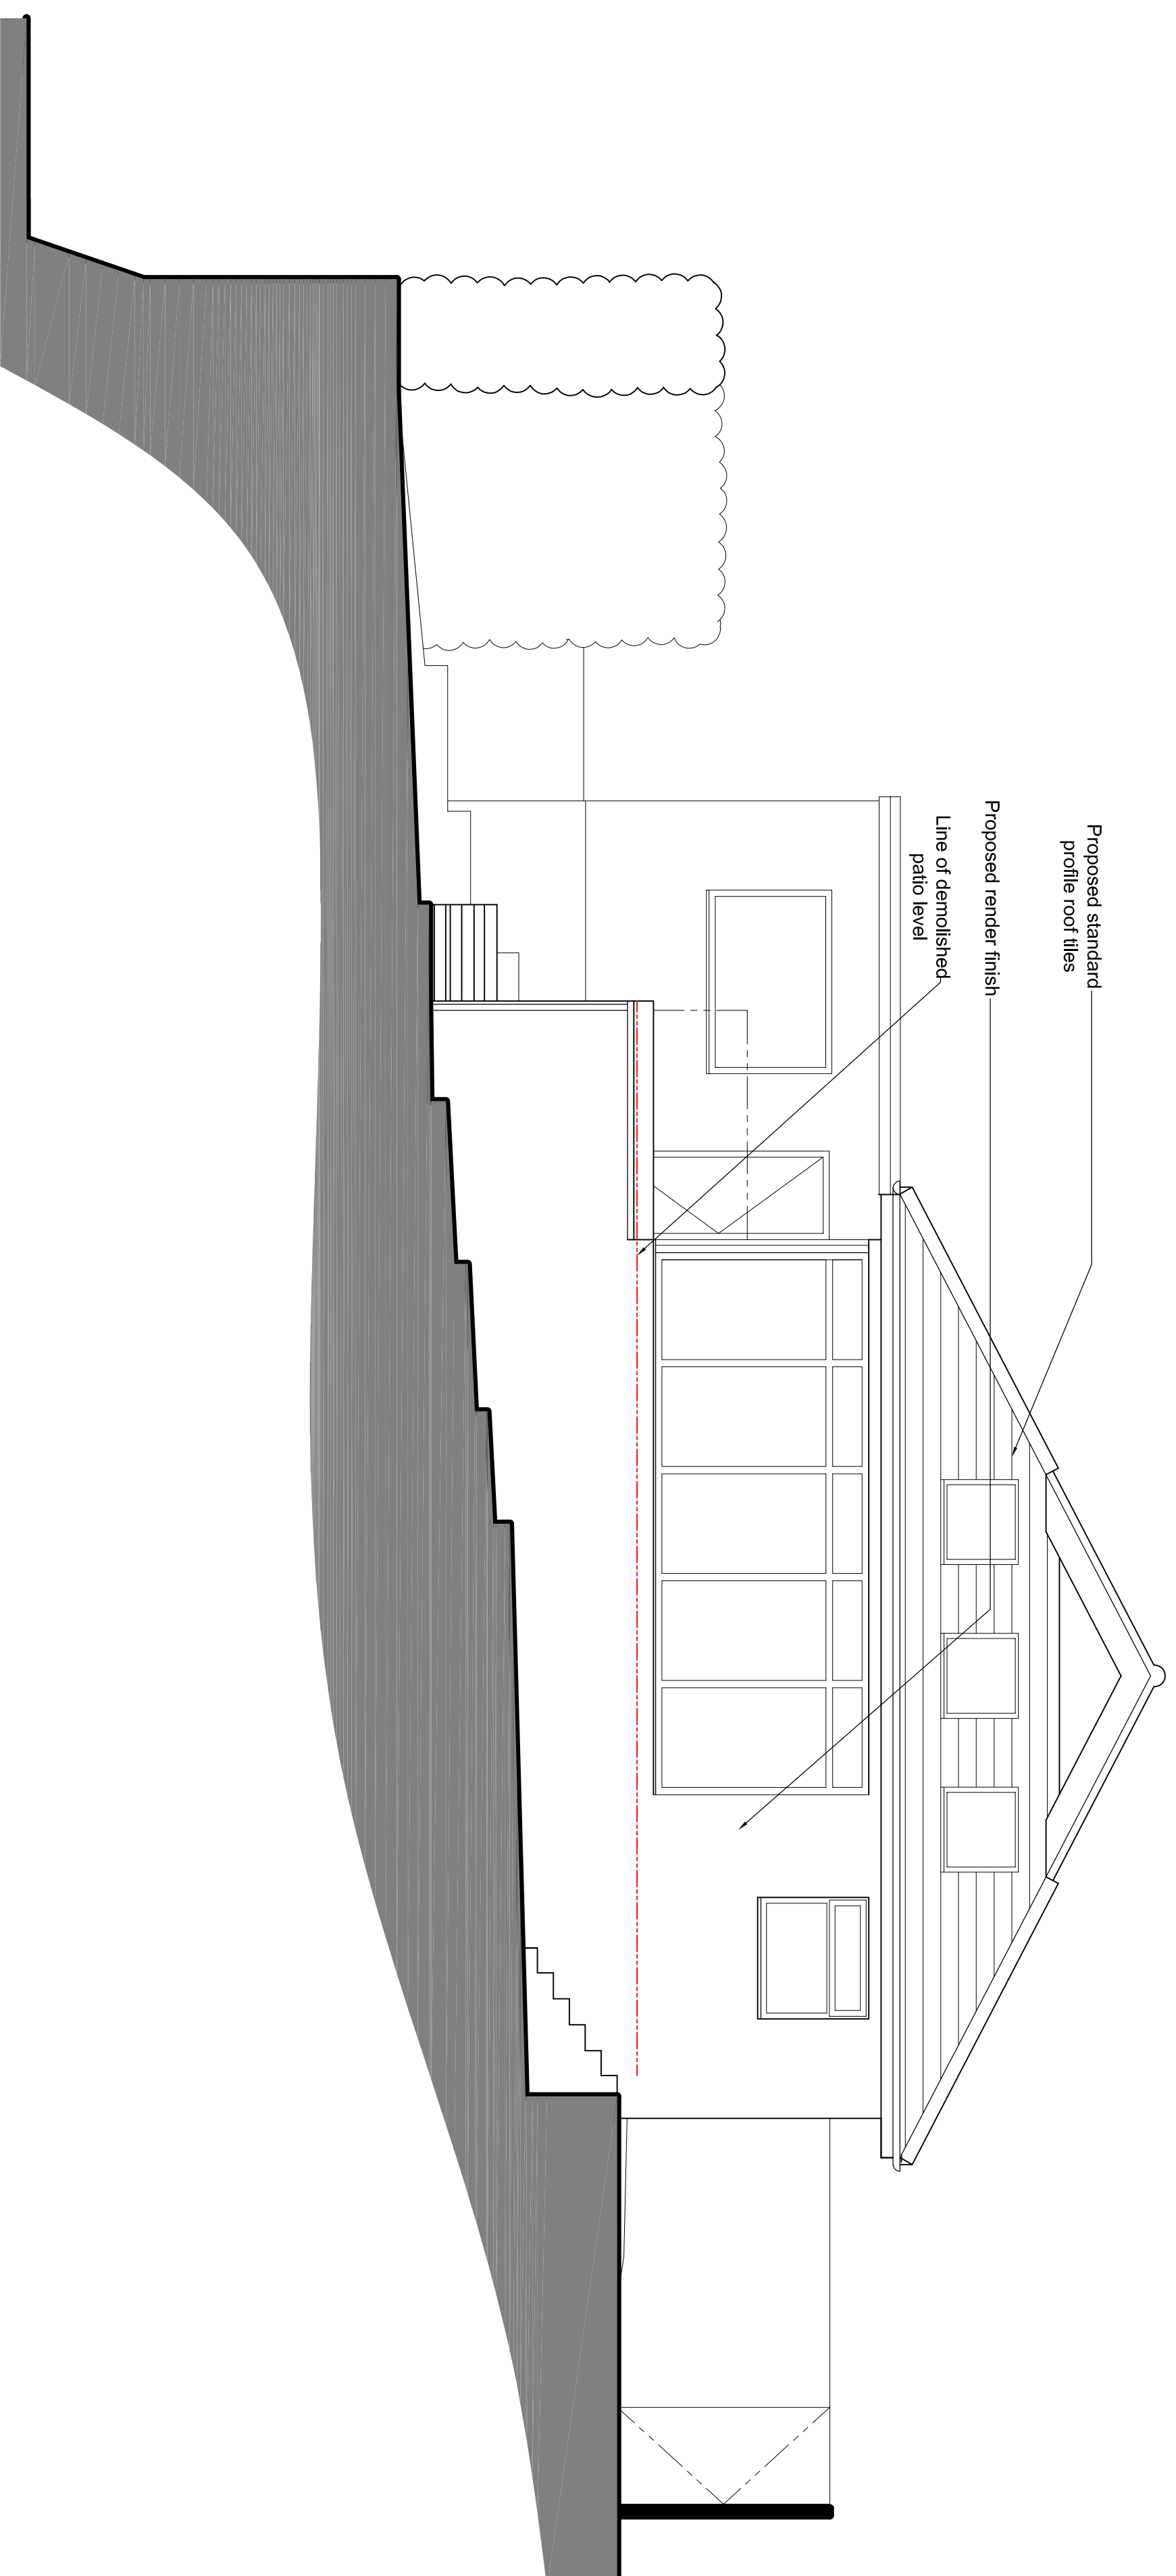 Proposed standard
profile roof tiles
Proposed render finish
Line of demolished
patio level